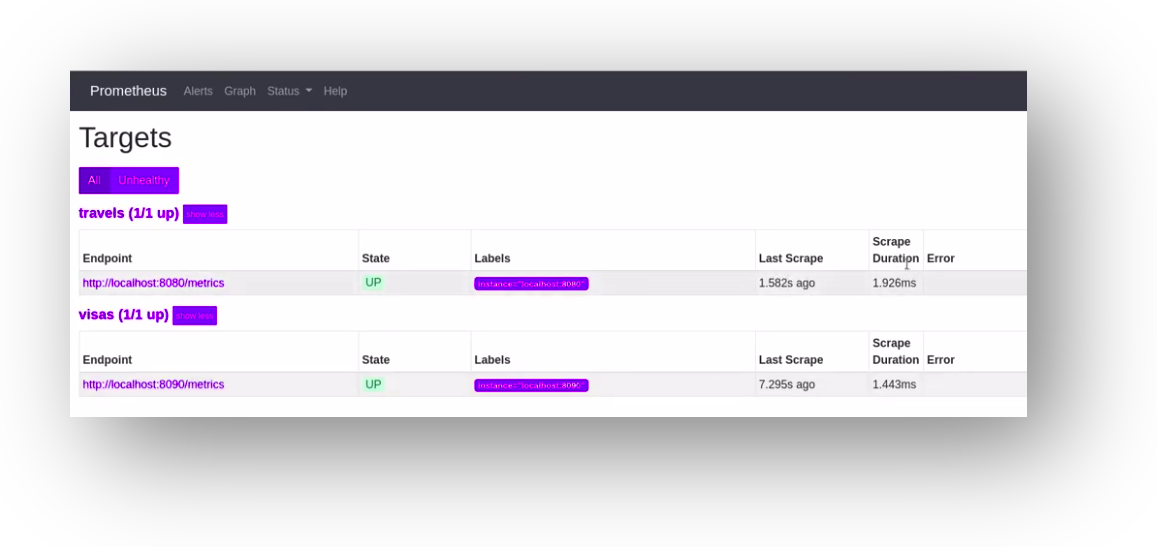 Prometheus Alerts Graph Status Help
Targets
All Unhealthy
travels (1/1 up) show less
Endpoint State Labels Last Scrape Scrape Duration Error
http://localhost:8080/metrics UP instance="localhost:8080" 1.582s ago 1.926ms
visas (1/1 up) show less
Endpoint State Labels Last Scrape Scrape Duration Error
http://localhost:8090/metrics UP instance="localhost:8090" 7.295s ago 1.443ms